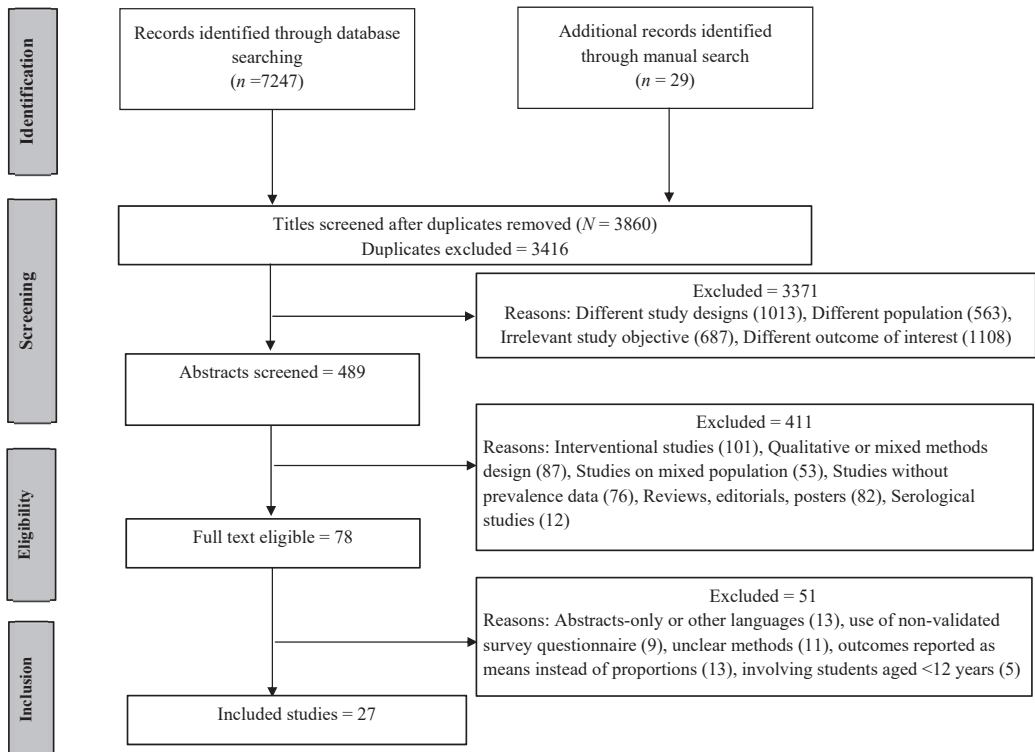 Identification
Records identified through database
searching
(n =7247)
Additional records identified
through manual search
(n = 29)
Screening
Titles screened after duplicates removed (N = 3860)
Duplicates excluded = 3416
Excluded = 3371
Reasons: Different study designs (1013), Different population (563),
Irrelevant study objective (687), Different outcome of interest (1108)
Abstracts screened = 489
Eligibility
Excluded = 411
Reasons: Interventional studies (101), Qualitative or mixed methods
design (87), Studies on mixed population (53), Studies without
prevalence data (76), Reviews, editorials, posters (82), Serological
studies (12)
Full text eligible = 78
Inclusion
Excluded = 51
Reasons: Abstracts-only or other languages (13), use of non-validated
survey questionnaire (9), unclear methods (11), outcomes reported as
means instead of proportions (13), involving students aged <12 years (5)
Included studies = 27